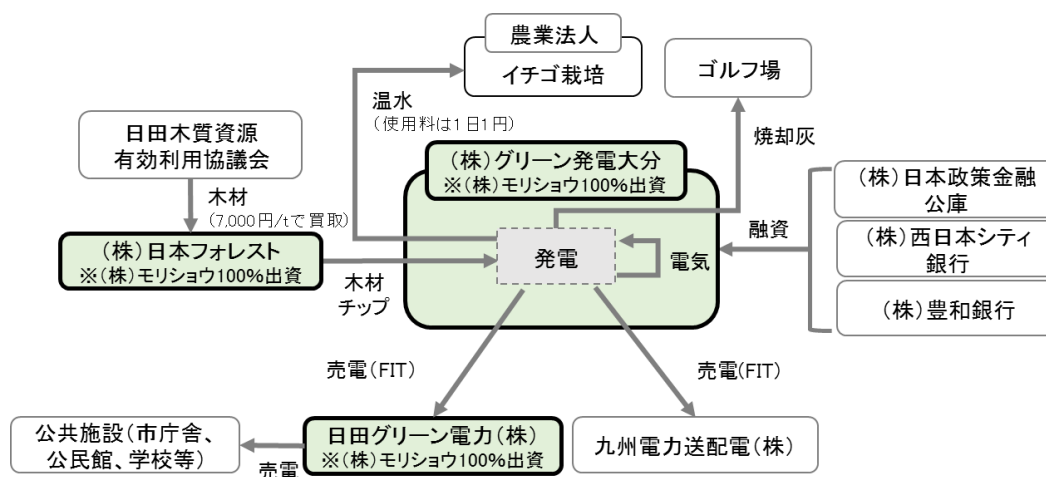 農業法人
イチゴ栽培
ゴルフ場
温水
（使用料は1日1円）
焼却灰
日田木質資源
有効利用協議会
木材
（7,000円/tで買取）
（株）グリーン発電大分
※（株）モリショウ100%出資
（株）日本政策金融
公庫
（株）西日本シティ
銀行
（株）豊和銀行
融資
（株）日本フォレスト
※（株）モリショウ100%出資
木材
チップ
発電
電気
売電（FIT）
売電(FIT)
公共施設（市庁舎、
公民館、学校等）
売電
日田グリーン電力（株）
※（株）モリショウ100%出資
九州電力送配電（株）